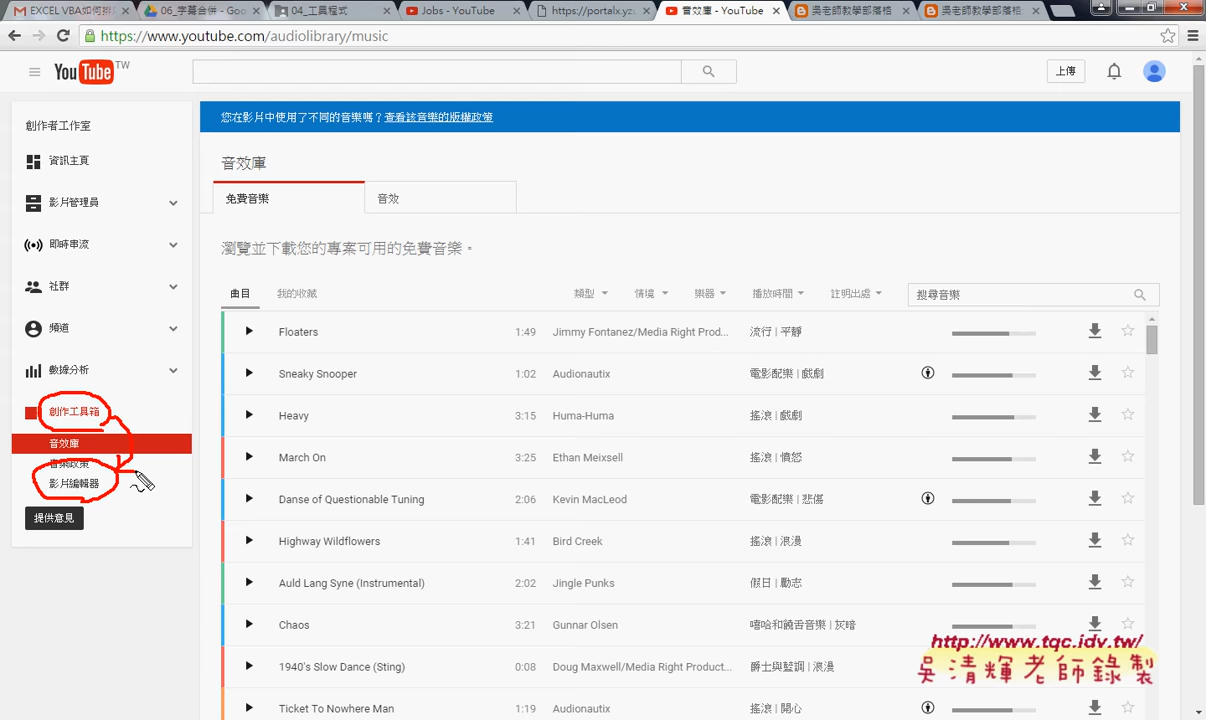 EXCEL VBA如何排
06_字幕合併 - Goo
04_工具程式
Jobs - YouTube
https://portalx.yz
音效庫 - YouTube
吳老師教學部落格
吳老師教學部落格
https://www.youtube.com/audiolibrary/music
YouTube TW
上傳
創作者工作室
資訊主頁
影片管理員
即時串流
社群
頻道
數據分析
創作工具箱
音效庫
音樂政策
影片編輯器
提供意見
您在影片中使用了不同的音樂嗎？查看該音樂的版權政策
音效庫
免費音樂 音效
瀏覽並下載您的專案可用的免費音樂。
曲目 我的收藏 類型 情境 樂器 播放時間 註明出處 搜尋音樂
Floaters 1:49 Jimmy Fontanez/Media Right Prod... 流行 | 平靜
Sneaky Snooper 1:02 Audionautix 電影配樂 | 戲劇
Heavy 3:15 Huma-Huma 搖滾 | 戲劇
March On 3:25 Ethan Meixsell 搖滾 | 憤怒
Danse of Questionable Tuning 2:06 Kevin MacLeod 電影配樂 | 悲傷
Highway Wildflowers 1:41 Bird Creek 搖滾 | 浪漫
Auld Lang Syne (Instrumental) 2:02 Jingle Punks 假日 | 勵志
Chaos 3:21 Gunnar Olsen 嘻哈和饒舌音樂 | 灰暗
1940's Slow Dance (Sting) 0:08 Doug Maxwell/Media Right Product... 爵士與藍調 | 浪漫
Ticket To Nowhere Man 1:19 Audionautix 搖滾 | 開心
http://www.tqc.idv.tw/
吳清輝老師錄製